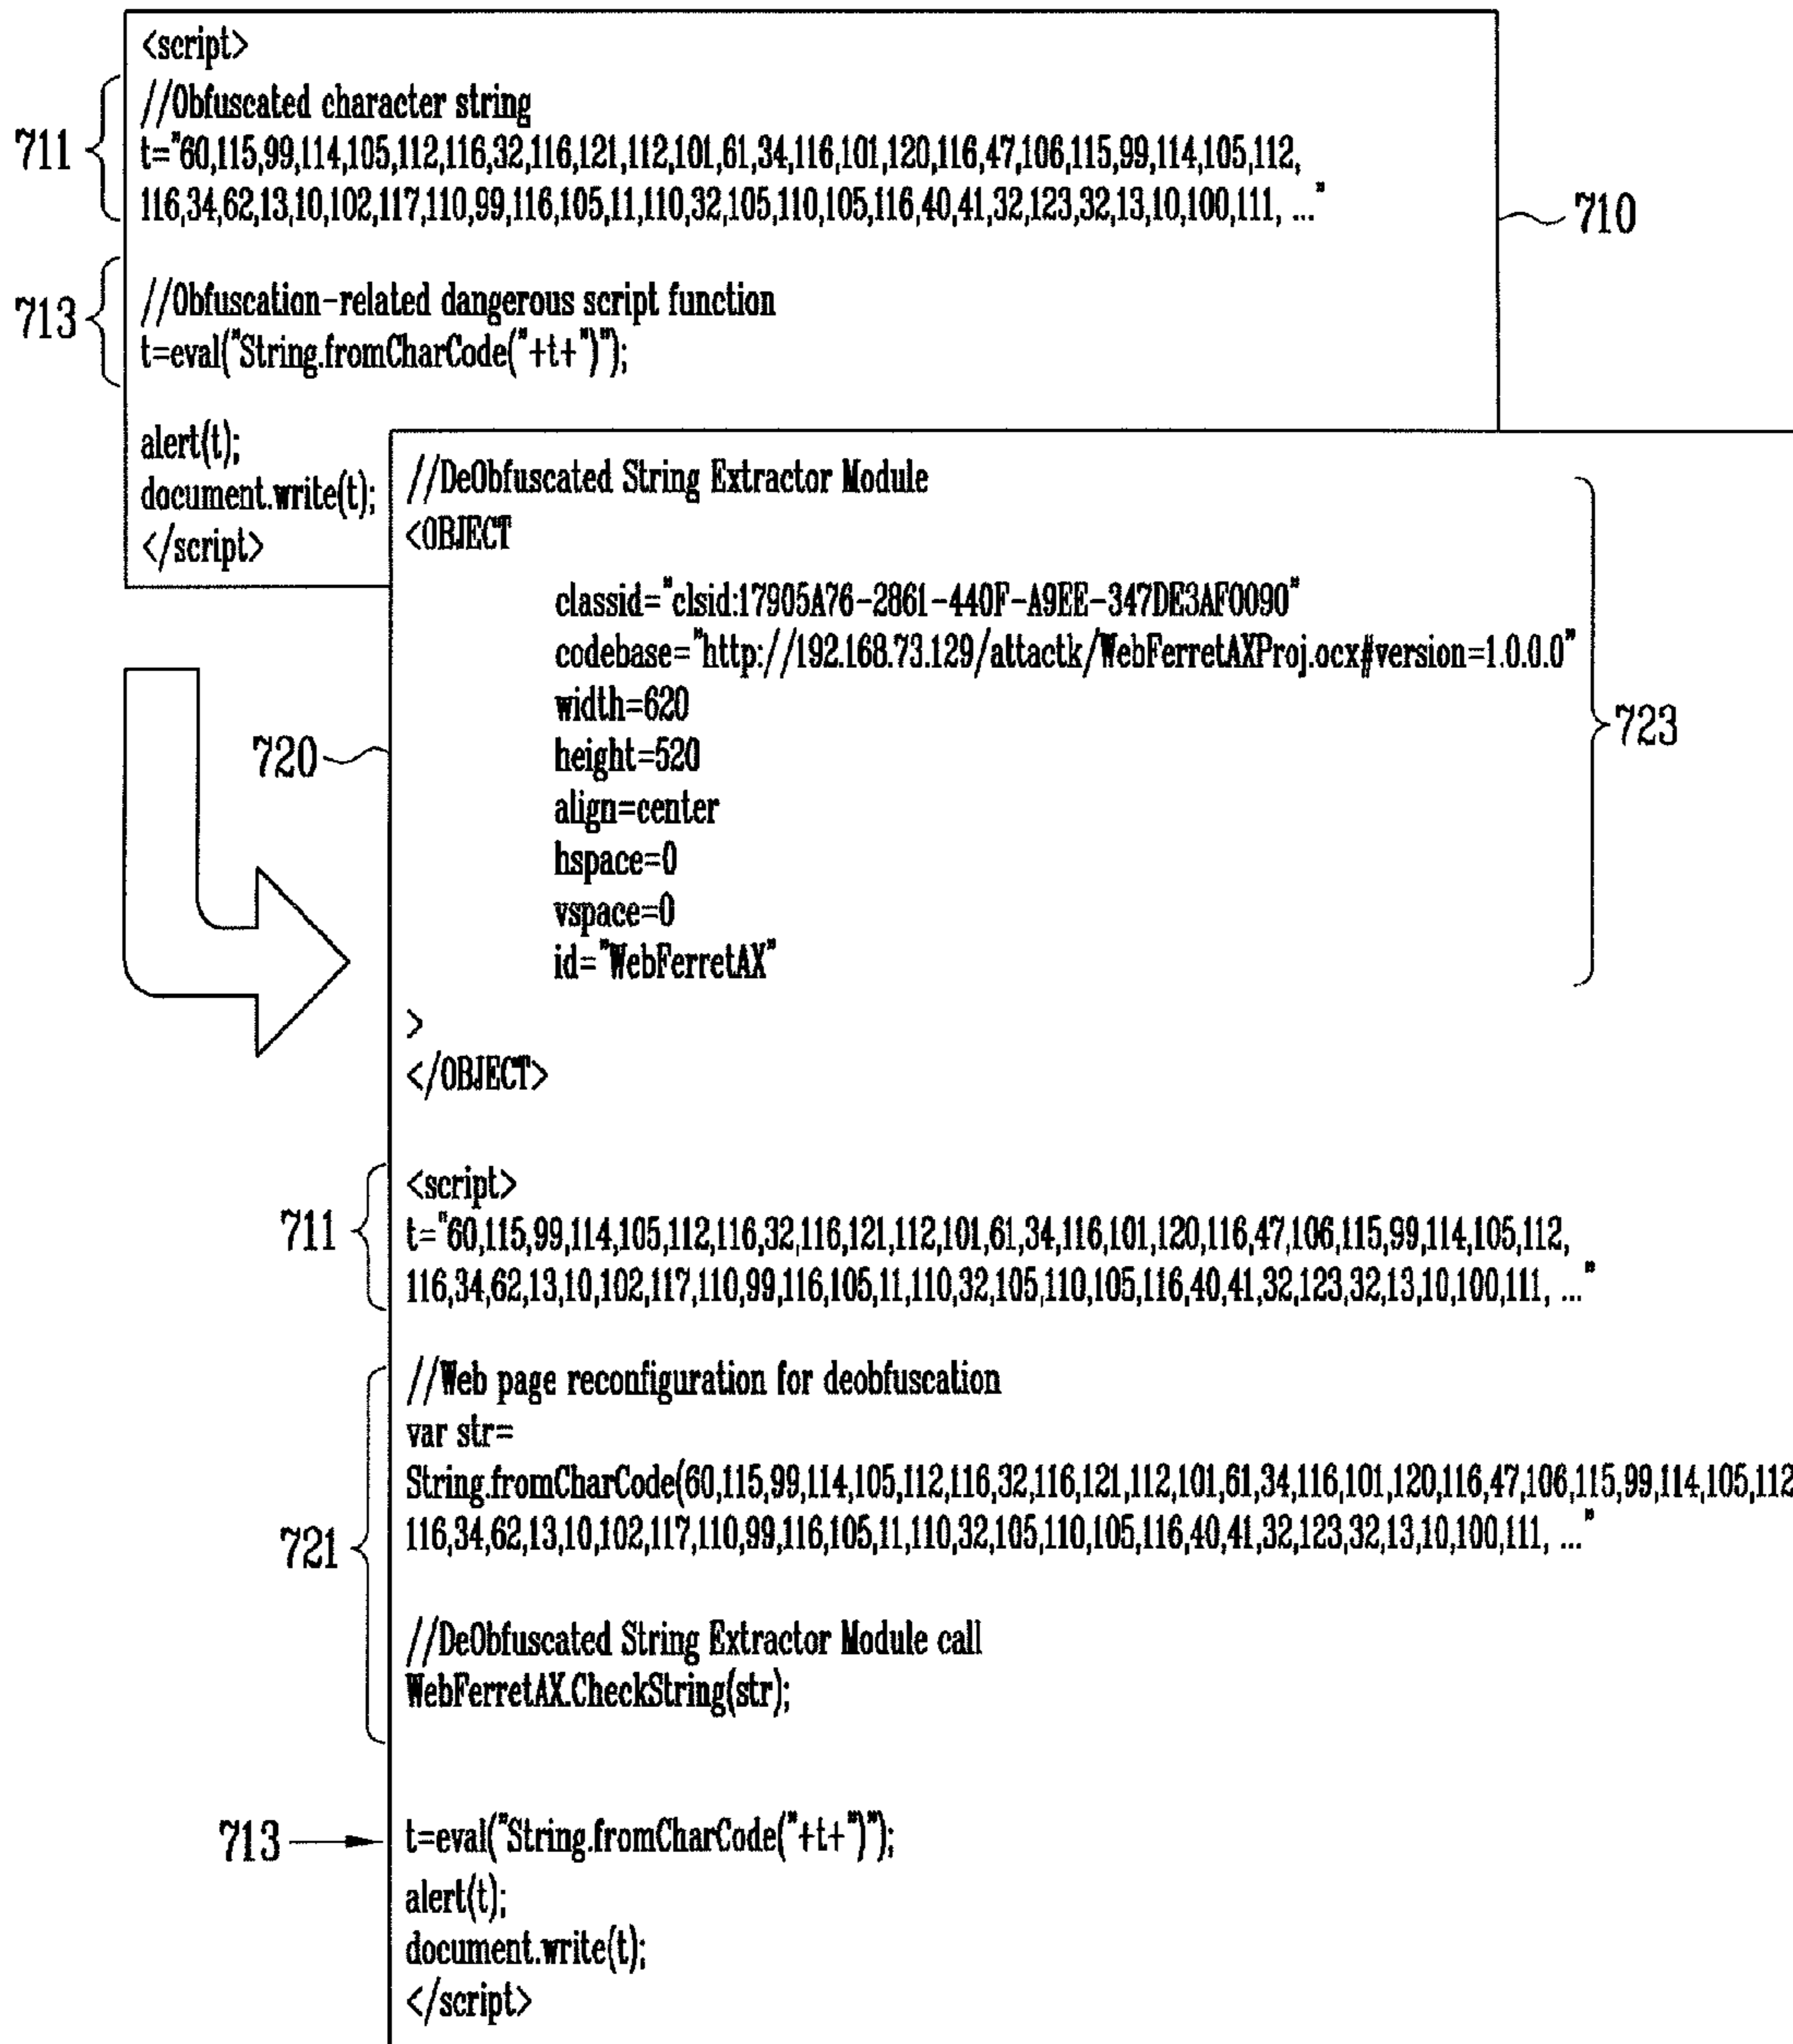 <script>
//Obfuscated character string
711
t="60,115,99,114,105,112,116,32,116,121,112,101,61,34,116,101,120,116,47,106,115,99,114,105,112,
116,34,62,13,10,102,117,110,99,116,105,11,110,32,105,110,105,116,40,41,32,123,32,13,10,100,111, ..."
710
713
//Obfuscation-related dangerous script function
t=eval("String.fromCharCode("+t+")");
alert(t);
document.write(t);
</script>
//DeObfuscated String Extractor Module
<OBJECT
classid="clsid:17905A76-2861-440F-A9EE-347DE3AF0090"
codebase="http://192.168.73.129/attactk/WebFerretAXProj.ocx#version=1.0.0.0"
width=620
723
720
height=520
align=center
hspace=0
vspace=0
id="WebFerretAX"
>
</OBJECT>
<script>
711
t="60,115,99,114,105,112,116,32,116,121,112,101,61,34,116,101,120,116,47,106,115,99,114,105,112,
116,34,62,13,10,102,117,110,99,116,105,11,110,32,105,110,105,116,40,41,32,123,32,13,10,100,111, ..."
//Web page reconfiguration for deobfuscation
var str=
String.fromCharCode(60,115,99,114,105,112,116,32,116,121,112,101,61,34,116,101,120,116,47,106,115,99,114,105,112
721
116,34,62,13,10,102,117,110,99,116,105,11,110,32,105,110,105,116,40,41,32,123,32,13,10,100,111, ..."
//DeObfuscated String Extractor Module call
WebFerretAX.CheckString(str);
713
t=eval("String.fromCharCode("+t+")");
alert(t);
document.write(t);
</script>